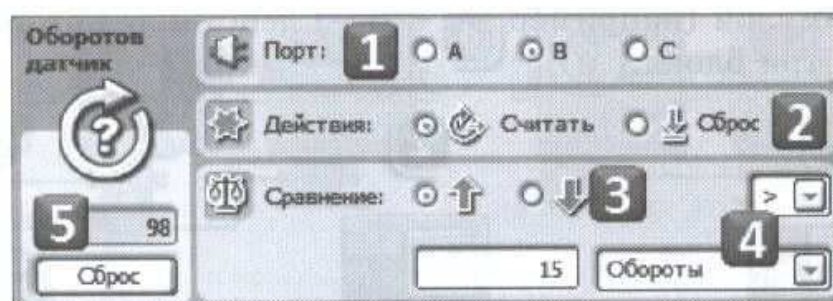 Оборотов датчик
Порт: 1 A B C
Действия: Считать Сброс 2
Сравнение: 3 >
5 98 4
15 Обороты
Сброс